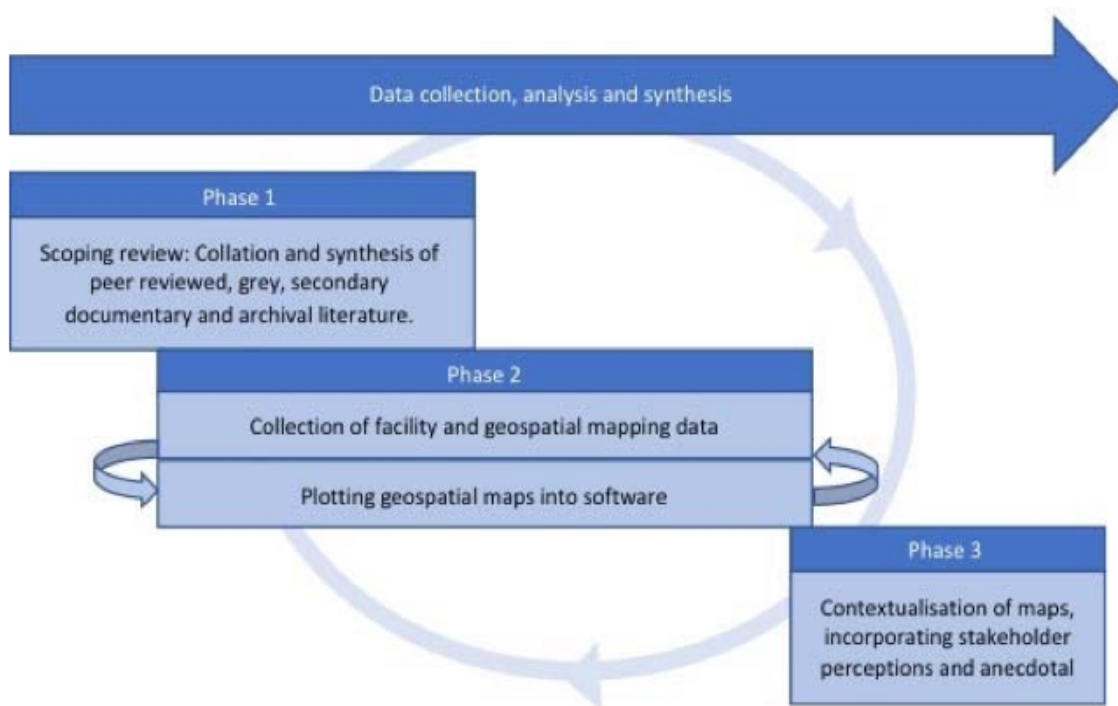 Data collection, analysis and synthesis
Phase 1
Scoping review: Collation and synthesis of
peer reviewed, grey, secondary
documentary and archival literature.
Phase 2
Collection of facility and geospatial mapping data
Plotting geospatial maps into software
Phase 3
Contextualisation of maps,
incorporating stakeholder
perceptions and anecdotal